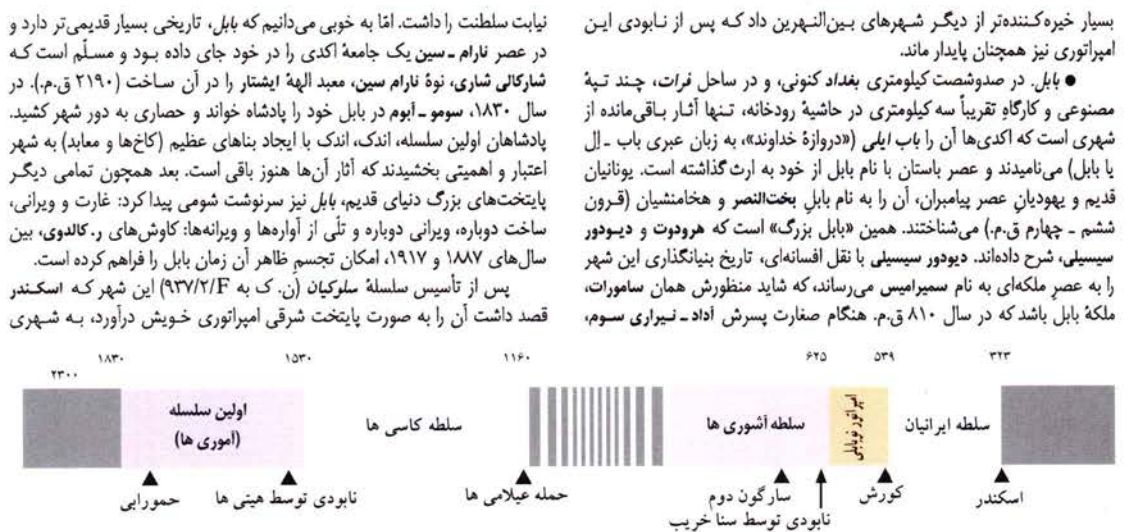 بسیار خیره‌کننده‌تر از دیگر شهرهای بین‌النهرین داد که پس از نابودی این
امپراتوری نیز همچنان پایدار ماند.
● بابل. در صدوشصت کیلومتری بغداد کنونی، و در ساحل فرات، چند تپهٔ
مصنوعی و کارگاهِ تقریباً سه کیلومتری در حاشیهٔ رودخانه، تنها آثار باقی‌مانده از
شهری است که اکدی‌ها آن را باب ایلی («دروازهٔ خداوند»، به زبان عبری باب ـ اِل
یا بابل) می‌نامیدند و عصر باستان با نام بابل از خود به ارث گذاشته است. یونانیان
قدیم و یهودیانِ عصر پیامبران، آن را به نام بابلِ بخت‌النصر و هخامنشیان (قرون
ششم ـ چهارم ق.م.) می‌شناختند. همین «بابل بزرگ» است که هرودوت و دیودور
سیسیلی، شرح داده‌اند. دیودور سیسیلی با نقل افسانه‌ای، تاریخ بنیانگذاری این شهر
را به عصرِ ملکه‌ای به نام سمیرامیس می‌رساند، که شاید منظورش همان سامورات،
ملکهٔ بابل باشد که در سال ۸۱۰ ق.م. هنگام صغارت پسرش آداد ـ نیراری سوم،
نیابت سلطنت را داشت. امّا به خوبی می‌دانیم که بابل، تاریخی بسیار قدیمی‌تر دارد و
در عصر نارام ـ سین یک جامعهٔ اکدی را در خود جای داده بود و مسلّم است که
شارکالی شاری، نوهٔ نارام سین، معبد الههٔ ایشتار را در آن ساخت (۲۱۹۰ ق.م.). در
سال ۱۸۳۰، سومو ـ آبوم در بابل خود را پادشاه خواند و حصاری به دور شهر کشید.
پادشاهان اولین سلسله، اندک، اندک با ایجاد بناهای عظیم (کاخ‌ها و معابد) به شهر
اعتبار و اهمیتی بخشیدند که آثار آن‌ها هنوز باقی است. بعد همچون تمامی دیگر
پایتخت‌های بزرگ دنیای قدیم، بابل نیز سرنوشت شومی پیدا کرد: غارت و ویرانی،
ساخت دوباره، ویرانی دوباره و تلّی از آواره‌ها و ویرانه‌ها: کاوش‌های ر. کالدوی، بین
سال‌های ۱۸۸۷ و ۱۹۱۷، امکان تجسمِ ظاهر آن زمان بابل را فراهم کرده است.
پس از تأسیس سلسلهٔ سلوکیان (ن. ک به ۹۳۷/۲/F) این شهر که اسکندر
قصد داشت آن را به صورت پایتخت شرقی امپراتوری خویش درآورد، به شهری
۳۲۳ ۵۳۹ ۶۲۵ ۱۱۶۰ ۱۵۳۰ ۱۸۳۰ ۲۳۰۰
سلطه ایرانیان
امپراتور نوبابلی
سلطه آشوری ها
سلطه کاسی ها
اولین سلسله
(آموری ها)
اسکندر
کورش
نابودی توسط سنا خریب
سارگون دوم
حمله عیلامی ها
نابودی توسط هیتی ها
حمورابی